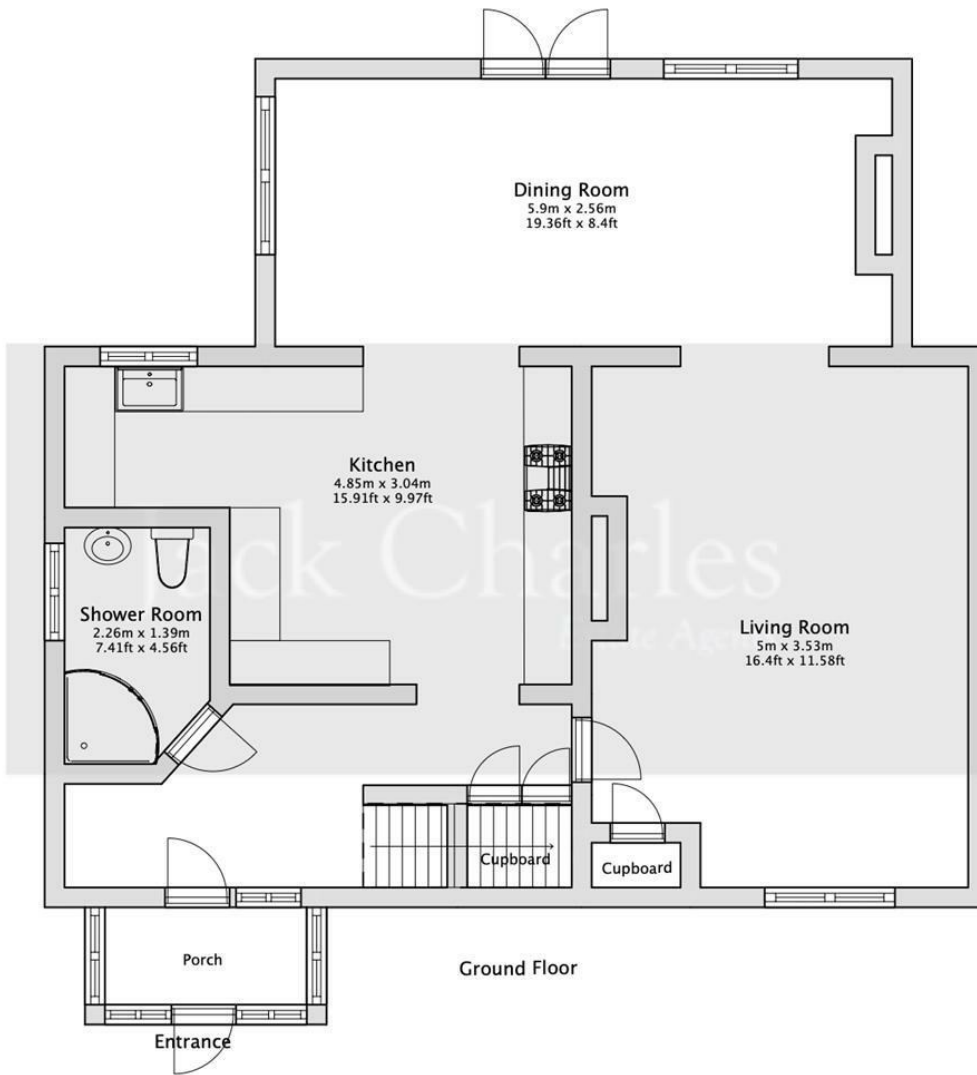 Dining Room
5.9m x 2.56m
19.36ft x 8.4ft
Kitchen
4.85m x 3.04m
15.91ft x 9.97ft
Jack Charles
Estate Agents
Shower Room
2.26m x 1.39m
7.41ft x 4.56ft
Living Room
5m x 3.53m
16.4ft x 11.58ft
Cupboard
Cupboard
Porch
Ground Floor
Entrance